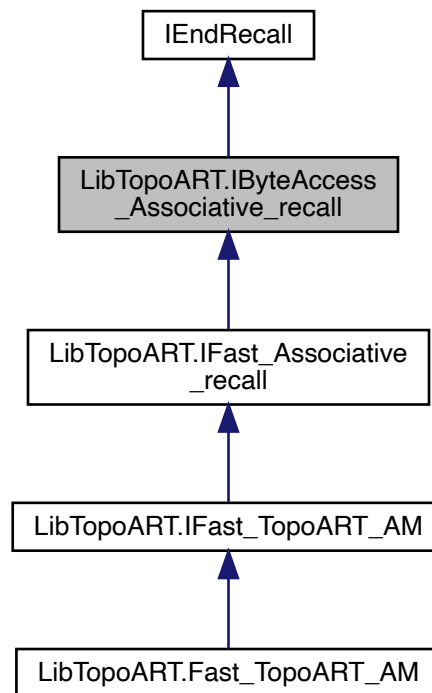 IEndRecall
LibTopoART.IByteAccess
_Associative_recall
LibTopoART.IFast_Associative
_recall
LibTopoART.IFast_TopoART_AM
LibTopoART.Fast_TopoART_AM